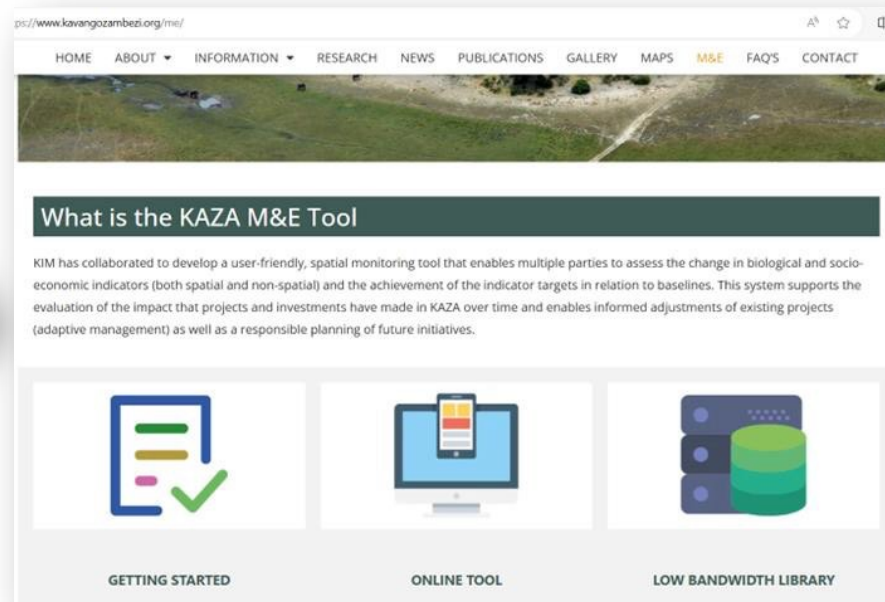 ps://www.kavangozambezi.org/me/
HOME ABOUT INFORMATION RESEARCH NEWS PUBLICATIONS GALLERY MAPS M&E FAQ'S CONTACT
What is the KAZA M&E Tool
KIM has collaborated to develop a user-friendly, spatial monitoring tool that enables multiple parties to assess the change in biological and socio-
economic indicators (both spatial and non-spatial) and the achievement of the indicator targets in relation to baselines. This system supports the
evaluation of the impact that projects and investments have made in KAZA over time and enables informed adjustments of existing projects
(adaptive management) as well as a responsible planning of future initiatives.
GETTING STARTED ONLINE TOOL LOW BANDWIDTH LIBRARY